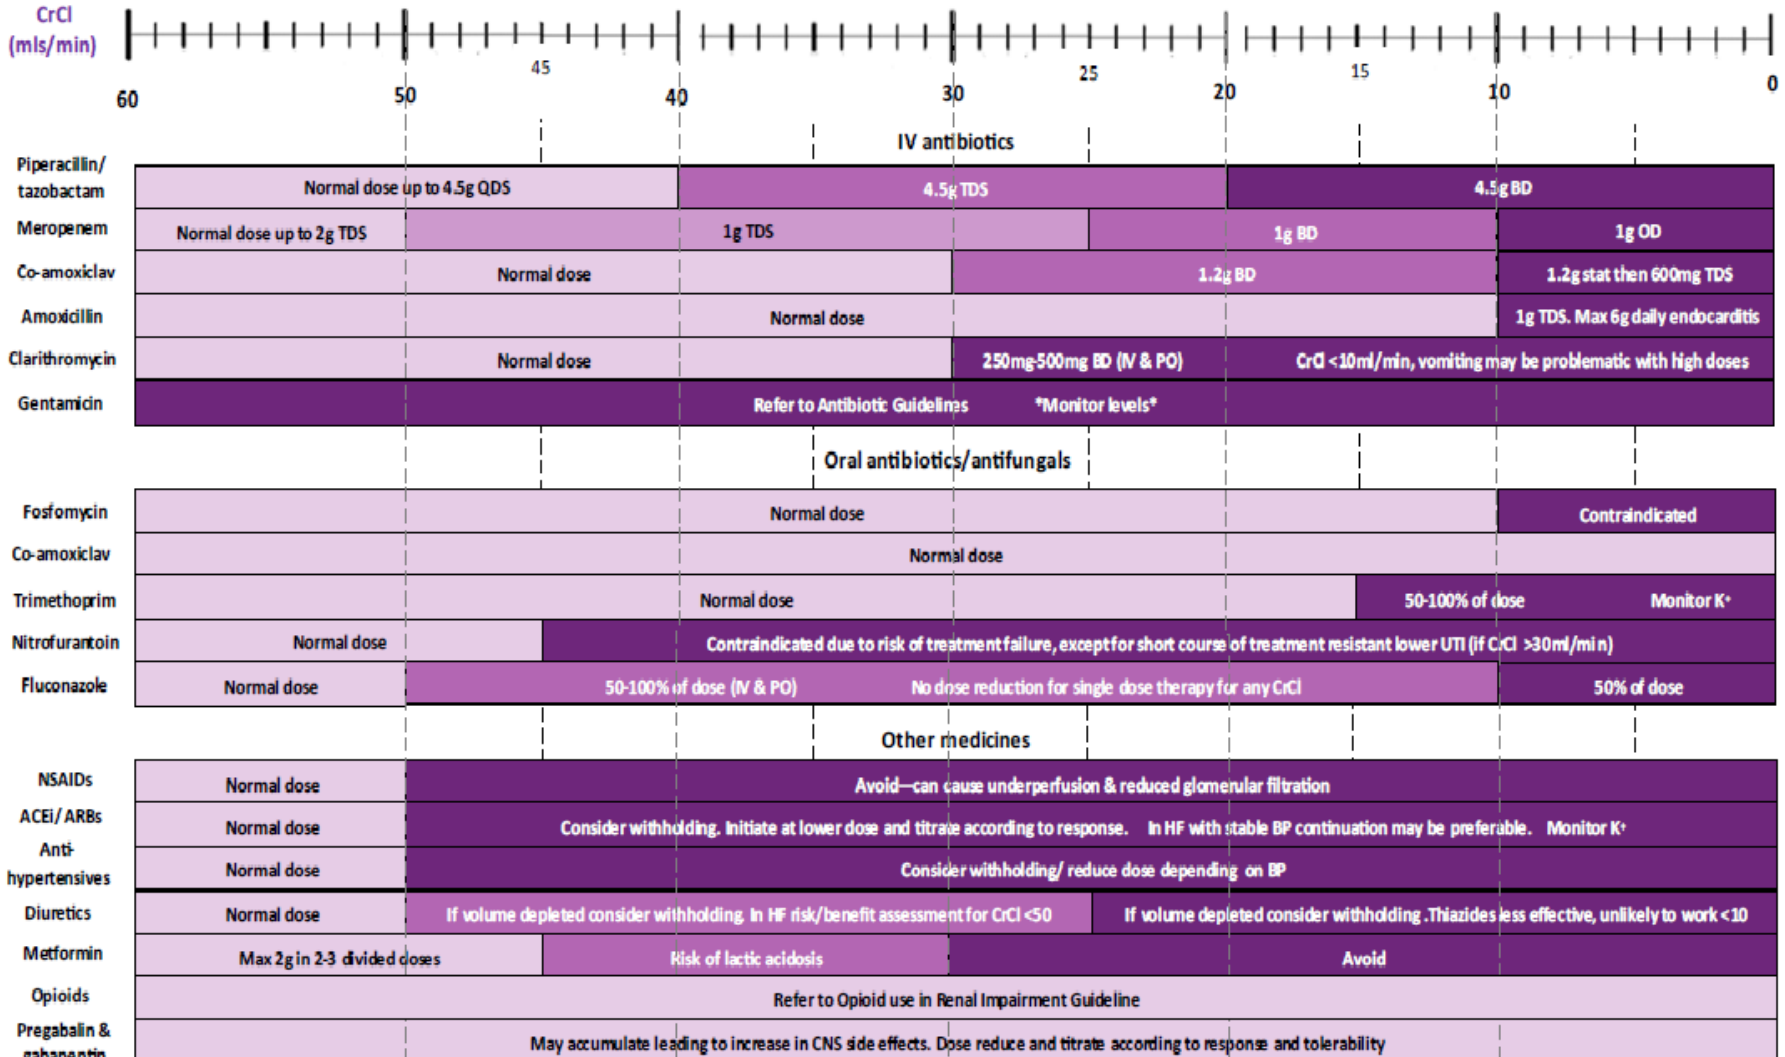 CrCl
(mls/min)
45
25
15
60
50
40
30
20
10
0
IV antibiotics
Piperacillin/
tazobactam
Normal dose up to 4.5g QDS
4.5g TDS
4.5g BD
Meropenem
Normal dose up to 2g TDS
1g TDS
1g BD
1g OD
Co-amoxiclav
Normal dose
1.2g BD
1.2g stat then 600mg TDS
Amoxicillin
Normal dose
1g TDS. Max 6g daily endocarditis
Clarithromycin
Normal dose
250mg-500mg BD (IV & PO)
CrCl <10ml/min, vomiting may be problematic with high doses
Gentamicin
Refer to Antibiotic Guidelines
*Monitor levels*
Oral antibiotics/antifungals
Fosfomycin
Normal dose
Contraindicated
Co-amoxiclav
Normal dose
Trimethoprim
Normal dose
50-100% of dose
Monitor K⁺
Nitrofurantoin
Normal dose
Contraindicated due to risk of treatment failure, except for short course of treatment resistant lower UTI (if CrCl >30ml/min)
Fluconazole
Normal dose
50-100% of dose (IV & PO)
No dose reduction for single dose therapy for any CrCl
50% of dose
Other medicines
NSAIDs
Normal dose
Avoid—can cause underperfusion & reduced glomerular filtration
ACEi/ ARBs
Normal dose
Consider withholding. Initiate at lower dose and titrate according to response. In HF with stable BP continuation may be preferable. Monitor K⁺
Anti-
hypertensives
Normal dose
Consider withholding/ reduce dose depending on BP
Diuretics
Normal dose
If volume depleted consider withholding. In HF risk/benefit assessment for CrCl <50
If volume depleted consider withholding .Thiazides less effective, unlikely to work <10
Metformin
Max 2g in 2-3 divided doses
Risk of lactic acidosis
Avoid
Opioids
Refer to Opioid use in Renal Impairment Guideline
Pregabalin &
gabapentin
May accumulate leading to increase in CNS side effects. Dose reduce and titrate according to response and tolerability